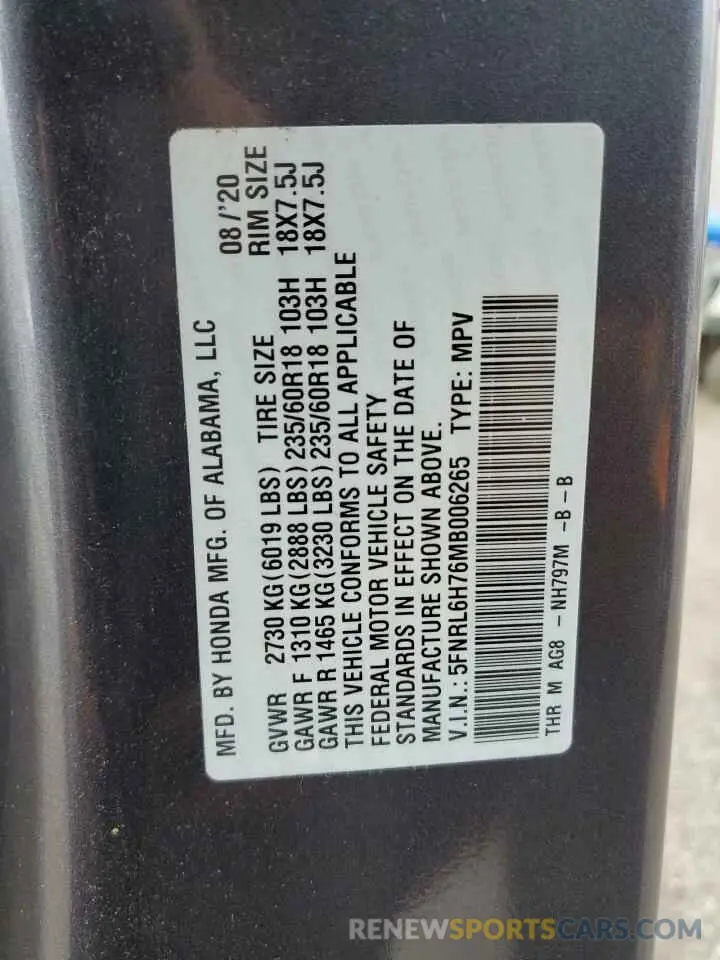 MFD. BY HONDA MFG. OF ALABAMA, LLC 08/'20
GVWR 2730 KG(6019 LBS) TIRE SIZE RIM SIZE
GAWR F 1310 KG(2888 LBS)235/60R18 103H 18X7.5J
GAWR R 1465 KG(3230 LBS)235/60R18 103H 18X7.5J
THIS VEHICLE CONFORMS TO ALL APPLICABLE
FEDERAL MOTOR VEHICLE SAFETY
STANDARDS IN EFFECT ON THE DATE OF
MANUFACTURE SHOWN ABOVE.
V.I.N.: 5FNRL6H76MB006265 TYPE: MPV
THR M AG8 -NH797M -B-B
RENEWSPORTSCARS.COM